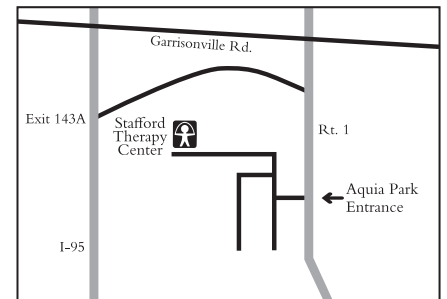 Garrisonville Rd.
Exit 143A
Stafford
Therapy
Center
Rt. 1
Aquia Park
Entrance
I-95